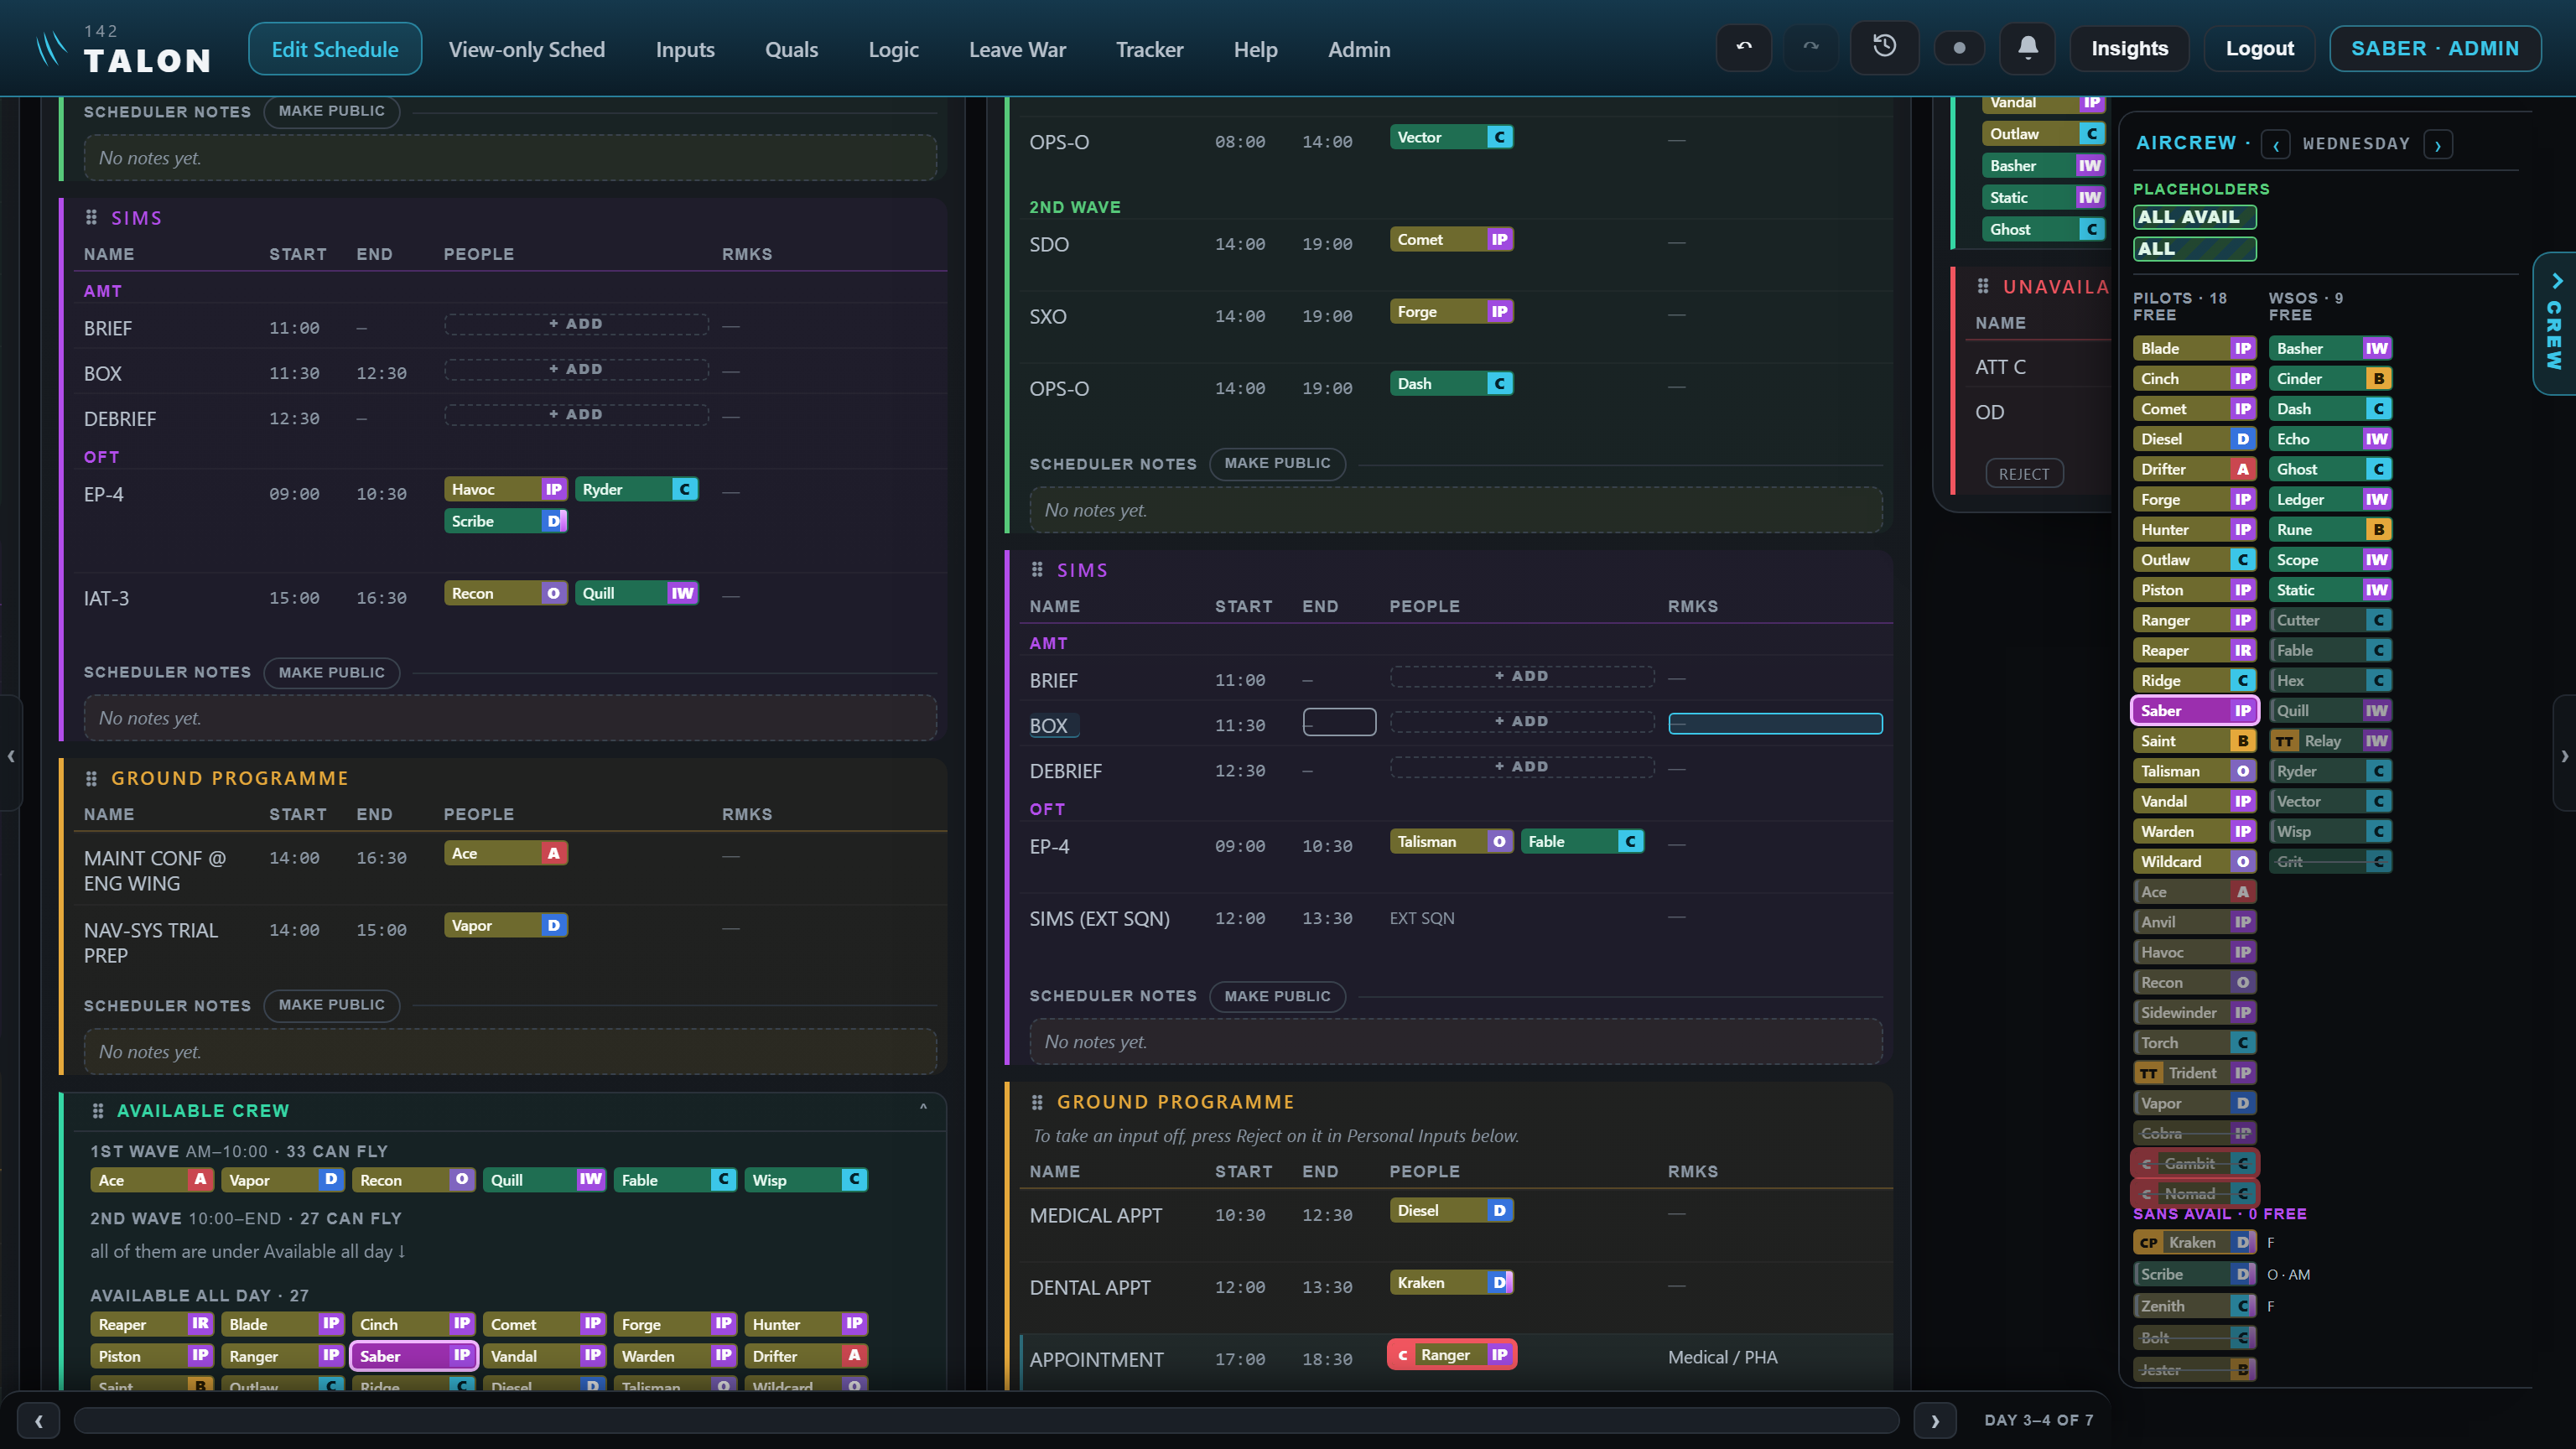 142
TALON
Edit Schedule
View-only Sched
Inputs
Quals
Logic
Leave War
Tracker
Help
Admin
Insights
Logout
SABER · ADMIN
SCHEDULER NOTES
MAKE PUBLIC
No notes yet.
SIMS
NAME START END PEOPLE RMKS
AMT
BRIEF 11:00 – + ADD —
BOX 11:30 12:30 + ADD —
DEBRIEF 12:30 – + ADD —
OFT
EP-4 09:00 10:30 Havoc IP Ryder C —
Scribe D
IAT-3 15:00 16:30 Recon O Quill IW —
SCHEDULER NOTES MAKE PUBLIC
No notes yet.
GROUND PROGRAMME
NAME START END PEOPLE RMKS
MAINT CONF @ 14:00 16:30 Ace A —
ENG WING
NAV-SYS TRIAL 14:00 15:00 Vapor D —
PREP
SCHEDULER NOTES MAKE PUBLIC
No notes yet.
AVAILABLE CREW ^
1ST WAVE AM–10:00 · 33 CAN FLY
Ace A Vapor D Recon O Quill IW Fable C Wisp C
2ND WAVE 10:00–END · 27 CAN FLY
all of them are under Available all day ↓
AVAILABLE ALL DAY · 27
Reaper IR Blade IP Cinch IP Comet IP Forge IP Hunter IP
Piston IP Ranger IP Saber IP Vandal IP Warden IP Drifter A
Saint B Outlaw C Ridge C Diesel D Talisman O Wildcard O
OPS-O 08:00 14:00 Vector C —
2ND WAVE
SDO 14:00 19:00 Comet IP —
SXO 14:00 19:00 Forge IP —
OPS-O 14:00 19:00 Dash C —
SCHEDULER NOTES MAKE PUBLIC
No notes yet.
SIMS
NAME START END PEOPLE RMKS
AMT
BRIEF 11:00 – + ADD —
BOX 11:30 – + ADD —
DEBRIEF 12:30 – + ADD —
OFT
EP-4 09:00 10:30 Talisman O Fable C —
SIMS (EXT SQN) 12:00 13:30 EXT SQN —
SCHEDULER NOTES MAKE PUBLIC
No notes yet.
GROUND PROGRAMME
To take an input off, press Reject on it in Personal Inputs below.
NAME START END PEOPLE RMKS
MEDICAL APPT 10:30 12:30 Diesel D —
DENTAL APPT 12:00 13:30 Kraken D —
APPOINTMENT 17:00 18:30 C Ranger IP Medical / PHA
Vandal IP
Outlaw C
Basher IW
Static IW
Ghost C
UNAVAILA
NAME
ATT C
OD
REJECT
AIRCREW · ‹ WEDNESDAY ›
PLACEHOLDERS
ALL AVAIL
ALL
PILOTS · 18 FREE
WSOS · 9 FREE
Blade IP Basher IW
Cinch IP Cinder B
Comet IP Dash C
Diesel D Echo IW
Drifter A Ghost C
Forge IP Ledger IW
Hunter IP Rune B
Outlaw C Scope IW
Piston IP Static IW
Ranger IP Cutter C
Reaper IR Fable C
Ridge C Hex C
Saber IP Quill IW
Saint B TT Relay IW
Talisman O Ryder C
Vandal IP Vector C
Warden IP Wisp C
Wildcard O Grit C
Ace A
Anvil IP
Havoc IP
Recon O
Sidewinder IP
Torch C
TT Trident IP
Vapor D
Cobra IP
C Gambit C
C Nomad C
SANS AVAIL · 0 FREE
CP Kraken D F
Scribe D O · AM
Zenith C F
Bolt C
Jester B
CREW
DAY 3–4 OF 7